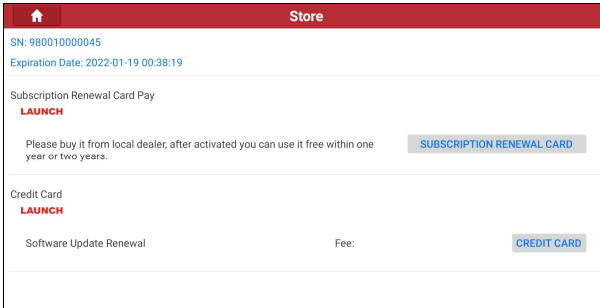 Store
SN: 980010000045
Expiration Date: 2022-01-19 00:38:19
Subscription Renewal Card Pay
LAUNCH
Please buy it from local dealer, after activated you can use it free within one
year or two years.
SUBSCRIPTION RENEWAL CARD
Credit Card
LAUNCH
Software Update Renewal
Fee:
CREDIT CARD